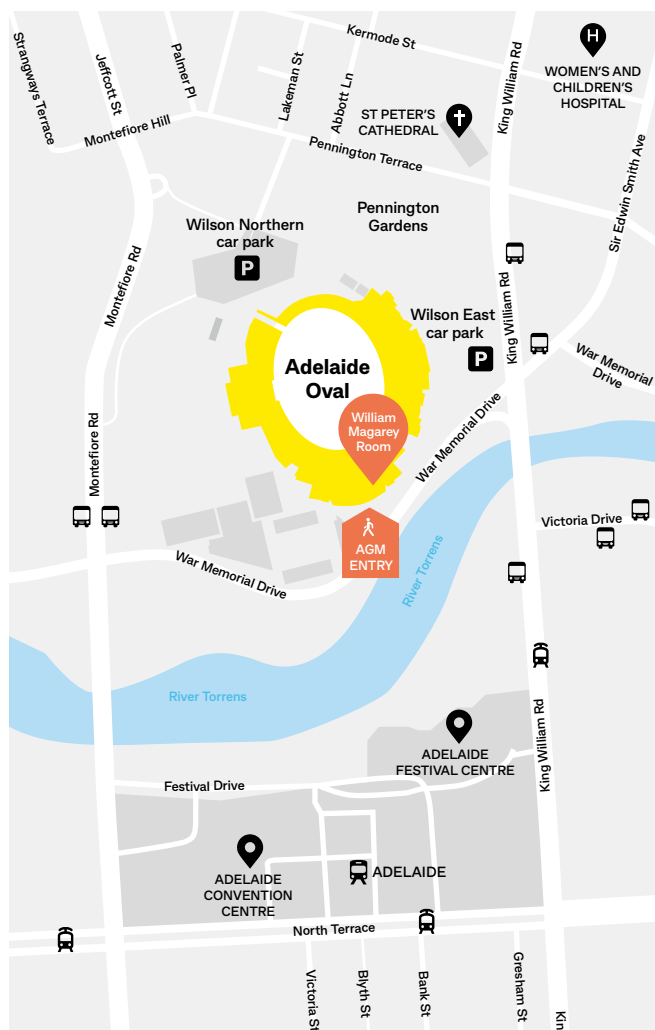 Kermode St
H
WOMEN'S AND
CHILDREN'S
HOSPITAL
Strangways Terrace
Jeffcott St
Palmer Pl
Lakeman St
Abbott Ln
King William Rd
ST PETER'S
CATHEDRAL
Montefiore Hill
Pennington Terrace
Sir Edwin Smith Ave
Pennington
Gardens
Wilson Northern
car park
P
Montefiore Rd
King William Rd
Wilson East
car park
P
War Memorial
Drive
Adelaide
Oval
William
Magarey
Room
War Memorial Drive
Montefiore Rd
AGM
ENTRY
Victoria Drive
War Memorial Drive
River Torrens
River Torrens
King William Rd
ADELAIDE
FESTIVAL CENTRE
Festival Drive
ADELAIDE
CONVENTION
CENTRE
ADELAIDE
North Terrace
Victoria St
Blyth St
Bank St
Gresham St
Kin